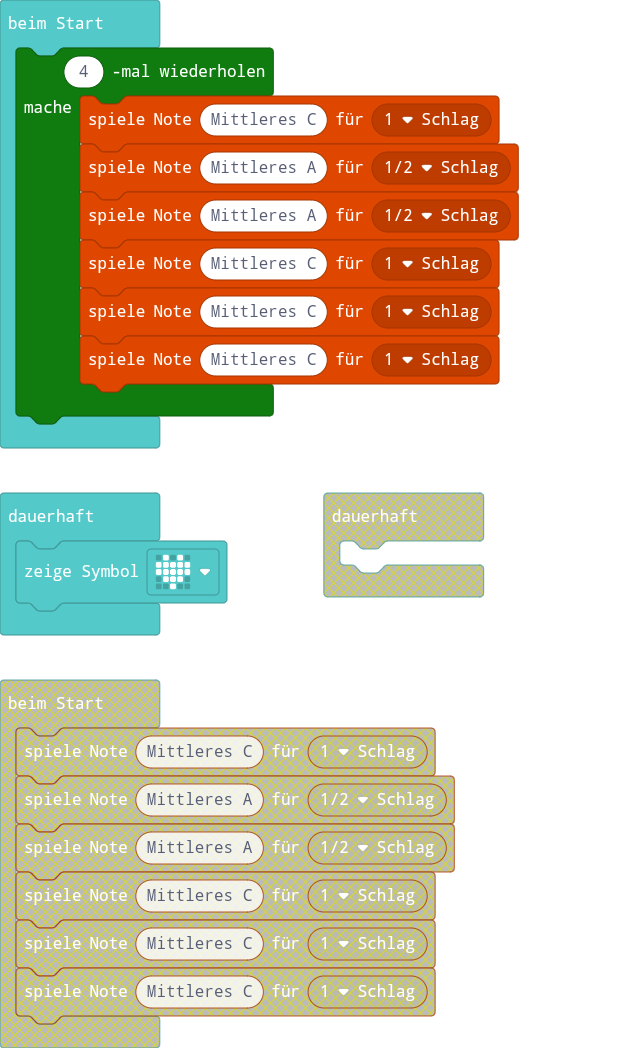 beim Start
4 -mal wiederholen
mache
spiele Note Mittleres C für 1 Schlag
spiele Note Mittleres A für 1/2 Schlag
spiele Note Mittleres A für 1/2 Schlag
spiele Note Mittleres C für 1 Schlag
spiele Note Mittleres C für 1 Schlag
spiele Note Mittleres C für 1 Schlag
dauerhaft
zeige Symbol
dauerhaft
beim Start
spiele Note Mittleres C für 1 Schlag
spiele Note Mittleres A für 1/2 Schlag
spiele Note Mittleres A für 1/2 Schlag
spiele Note Mittleres C für 1 Schlag
spiele Note Mittleres C für 1 Schlag
spiele Note Mittleres C für 1 Schlag